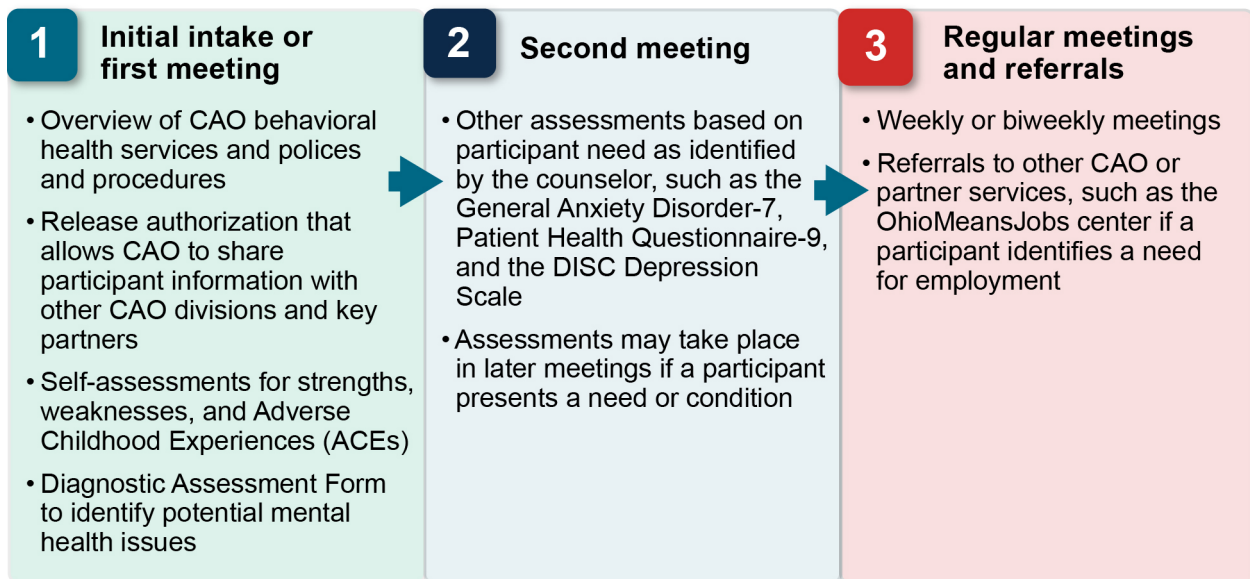 1
Initial intake or
first meeting
• Overview of CAO behavioral
health services and polices
and procedures
• Release authorization that
allows CAO to share
participant information with
other CAO divisions and key
partners
• Self-assessments for strengths,
weaknesses, and Adverse
Childhood Experiences (ACEs)
• Diagnostic Assessment Form
to identify potential mental
health issues
2
Second meeting
• Other assessments based on
participant need as identified
by the counselor, such as the
General Anxiety Disorder-7,
Patient Health Questionnaire-9,
and the DISC Depression
Scale
• Assessments may take place
in later meetings if a participant
presents a need or condition
3
Regular meetings
and referrals
• Weekly or biweekly meetings
• Referrals to other CAO or
partner services, such as the
OhioMeansJobs center if a
participant identifies a need
for employment